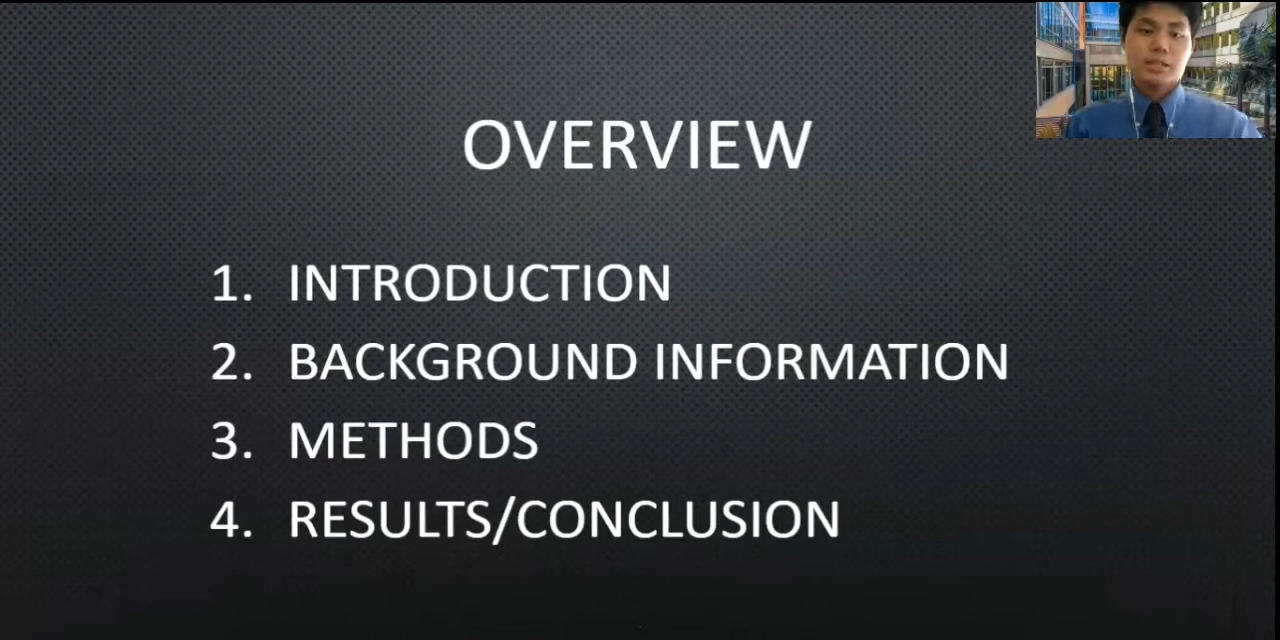 OVERVIEW
1. INTRODUCTION
2. BACKGROUND INFORMATION
3. METHODS
4. RESULTS/CONCLUSION